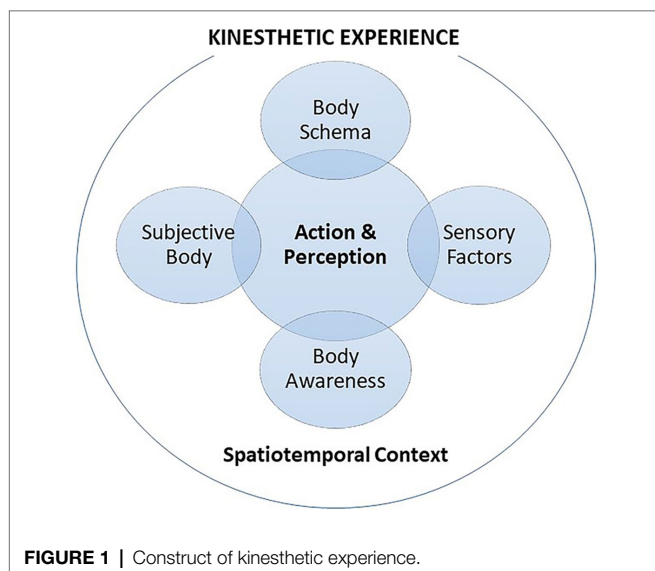 KINESTHETIC EXPERIENCE
Body
Schema
Subjective
Body
Action &
Perception
Sensory
Factors
Body
Awareness
Spatiotemporal Context
FIGURE 1 | Construct of kinesthetic experience.